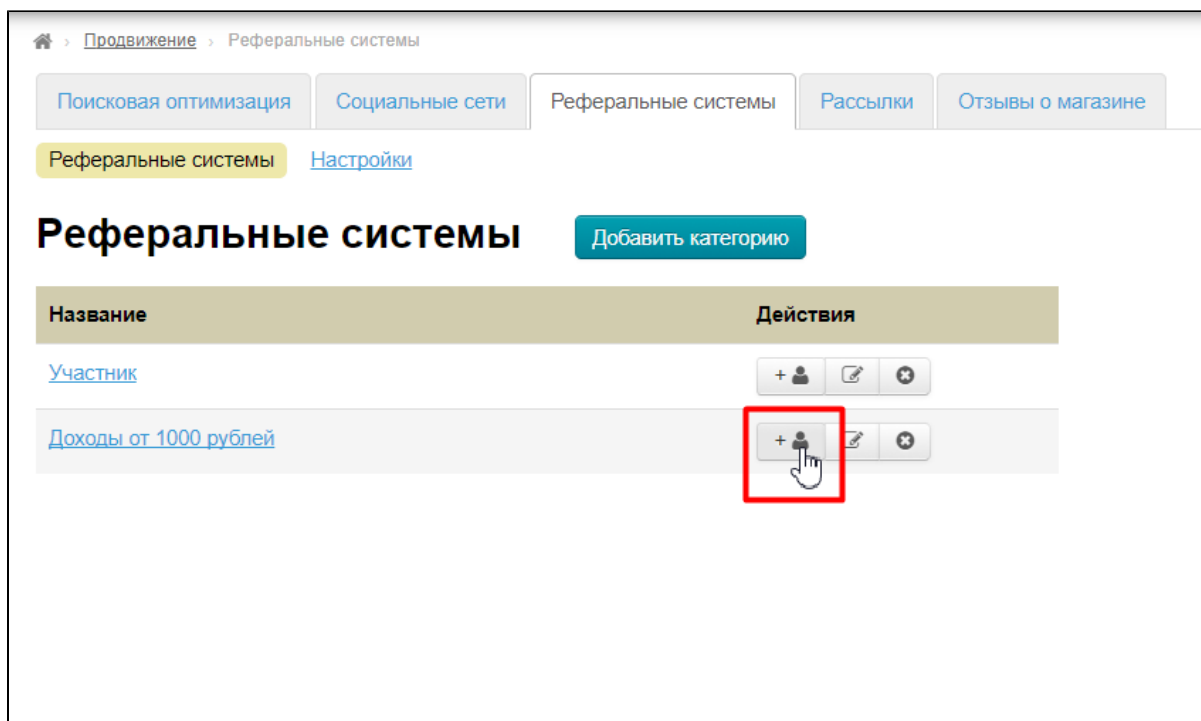 Продвижение › Реферальные системы
Поисковая оптимизация Социальные сети Реферальные системы Рассылки Отзывы о магазине
Реферальные системы Настройки
Реферальные системы Добавить категорию
Название Действия
Участник +
Доходы от 1000 рублей +